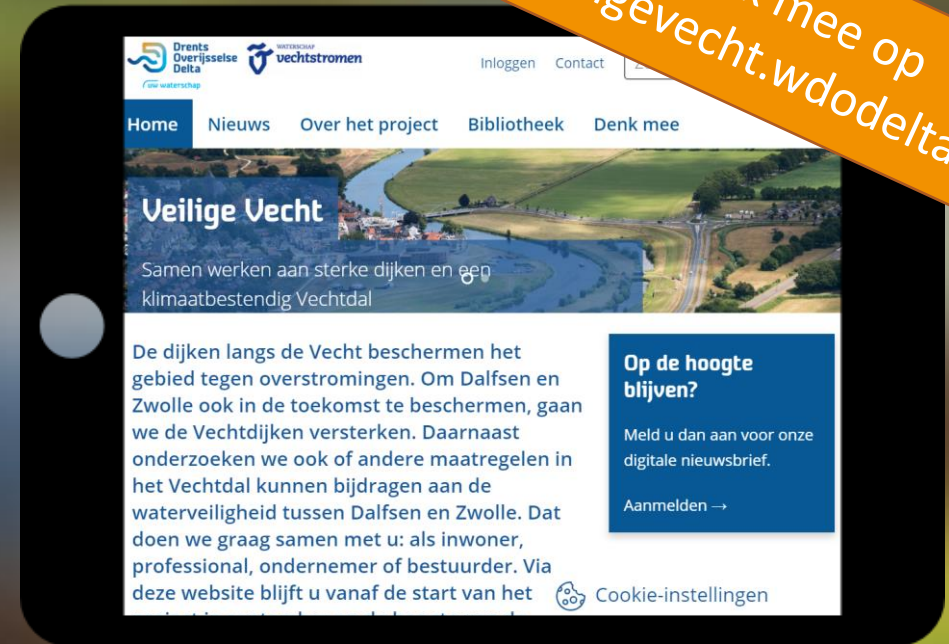 mee op
gevecht.wdodelta
Drents
Overijsselse
Delta
uw waterschap
WATERSCHAP
vechtstromen
Inloggen Contact
Home Nieuws Over het project Bibliotheek Denk mee
Veilige Vecht
Samen werken aan sterke dijken en een
klimaatbestendig Vechtdal
De dijken langs de Vecht beschermen het
gebied tegen overstromingen. Om Dalfsen en
Zwolle ook in de toekomst te beschermen, gaan
we de Vechtdijken versterken. Daarnaast
onderzoeken we ook of andere maatregelen in
het Vechtdal kunnen bijdragen aan de
waterveiligheid tussen Dalfsen en Zwolle. Dat
doen we graag samen met u: als inwoner,
professional, ondernemer of bestuurder. Via
deze website blijft u vanaf de start van het
Op de hoogte
blijven?
Meld u dan aan voor onze
digitale nieuwsbrief.
Aanmelden →
Cookie-instellingen